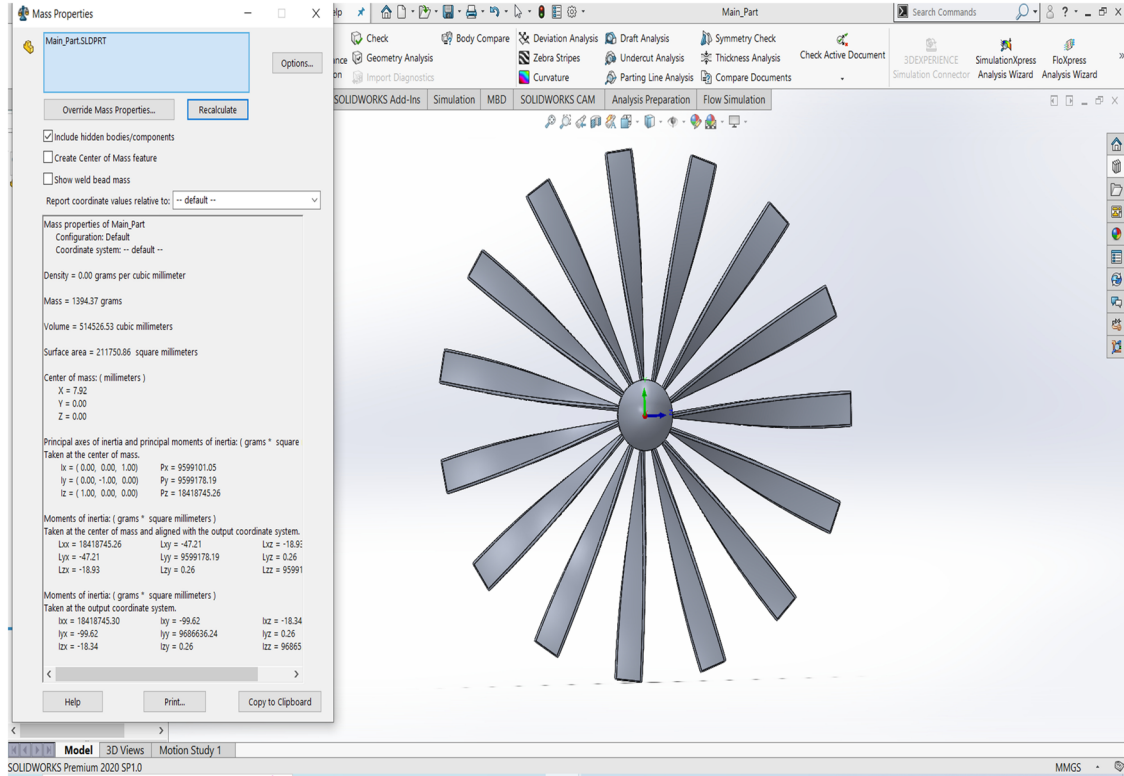 Mass Properties
Main_Part.SLDPRT
Options...
Override Mass Properties...
Recalculate
Include hidden bodies/components
Create Center of Mass feature
Show weld bead mass
Report coordinate values relative to: -- default --
Mass properties of Main_Part
Configuration: Default
Coordinate system: -- default --
Density = 0.00 grams per cubic millimeter
Mass = 1394.37 grams
Volume = 514526.53 cubic millimeters
Surface area = 211750.86 square millimeters
Center of mass: ( millimeters )
X = 7.92
Y = 0.00
Z = 0.00
Principal axes of inertia and principal moments of inertia: ( grams * square
Taken at the center of mass.
Ix = ( 0.00, 0.00, 1.00) Px = 9599101.05
Iy = ( 0.00, -1.00, 0.00) Py = 9599178.19
Iz = ( 1.00, 0.00, 0.00) Pz = 18418745.26
Moments of inertia: ( grams * square millimeters )
Taken at the center of mass and aligned with the output coordinate system.
Lxx = 18418745.26 Lxy = -47.21 Lxz = -18.93
Lyx = -47.21 Lyy = 9599178.19 Lyz = 0.26
Lzx = -18.93 Lzy = 0.26 Lzz = 95991
Moments of inertia: ( grams * square millimeters )
Taken at the output coordinate system.
Ixx = 18418745.30 Ixy = -99.62 Ixz = -18.34
Iyx = -99.62 Iyy = 9686636.24 Iyz = 0.26
Izx = -18.34 Izy = 0.26 Izz = 96865
Help
Print...
Copy to Clipboard
lp
Main_Part
Search Commands
Check
Body Compare
Deviation Analysis
Draft Analysis
Symmetry Check
Check Active Document
3DEXPERIENCE
Simulation Connector
SimulationXpress
Analysis Wizard
FloXpress
Analysis Wizard
nce
Geometry Analysis
Zebra Stripes
Undercut Analysis
Thickness Analysis
on
Import Diagnostics
Curvature
Parting Line Analysis
Compare Documents
SOLIDWORKS Add-Ins
Simulation
MBD
SOLIDWORKS CAM
Analysis Preparation
Flow Simulation
Model
3D Views
Motion Study 1
SOLIDWORKS Premium 2020 SP1.0
MMGS